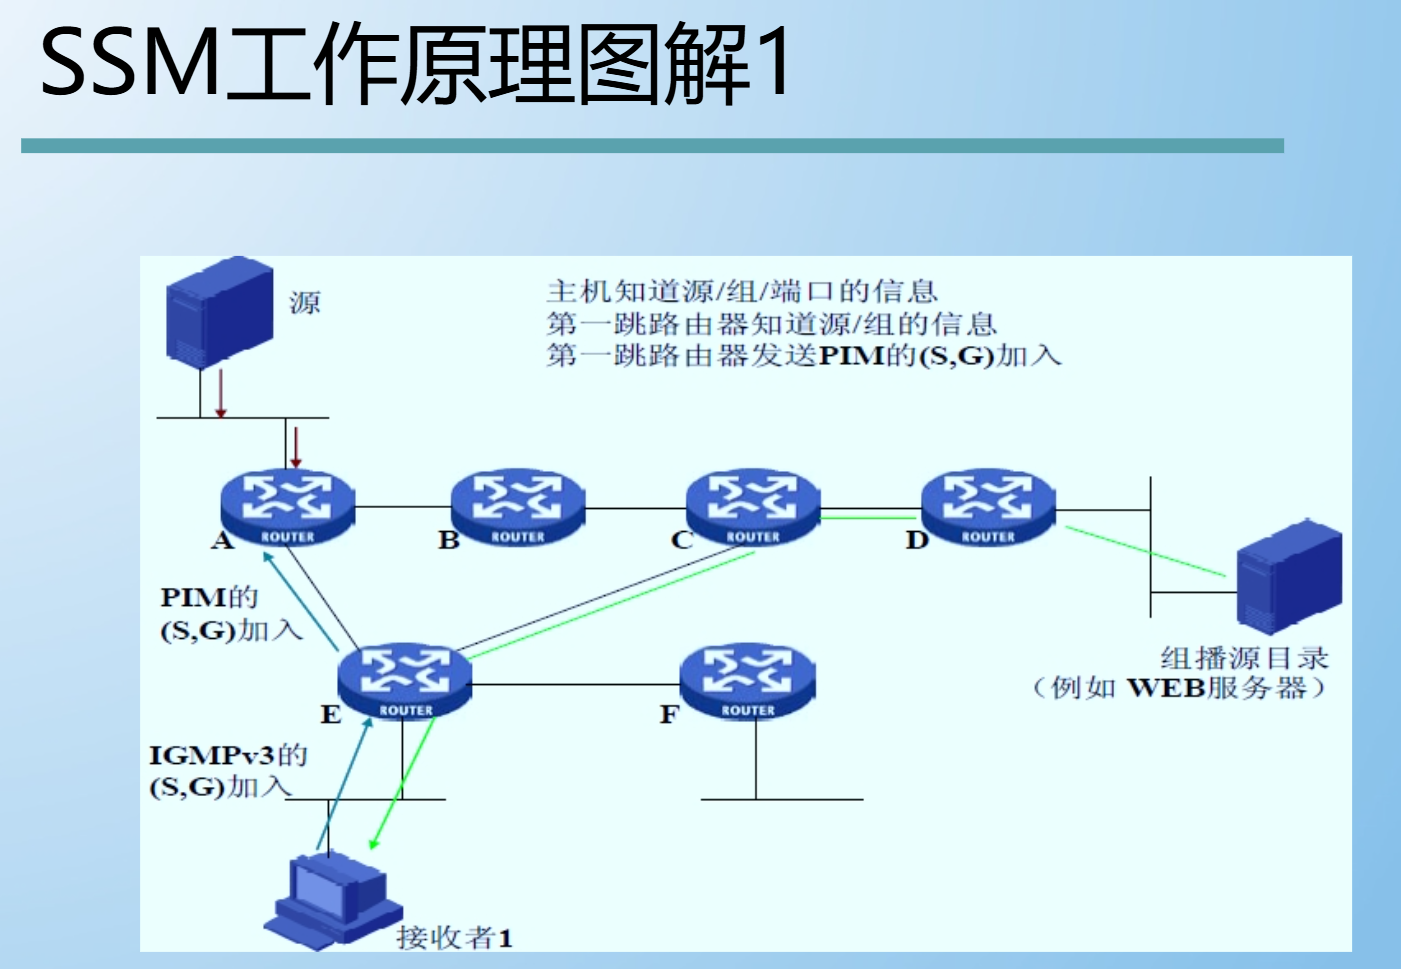 SSM工作原理图解1
源
主机知道源/组/端口的信息
第一跳路由器知道源/组的信息
第一跳路由器发送PIM的(S,G)加入
A
ROUTER
B
ROUTER
C
ROUTER
D
ROUTER
PIM的
(S,G)加入
组播源目录
（例如 WEB服务器）
E
ROUTER
F
ROUTER
IGMPv3的
(S,G)加入
接收者1